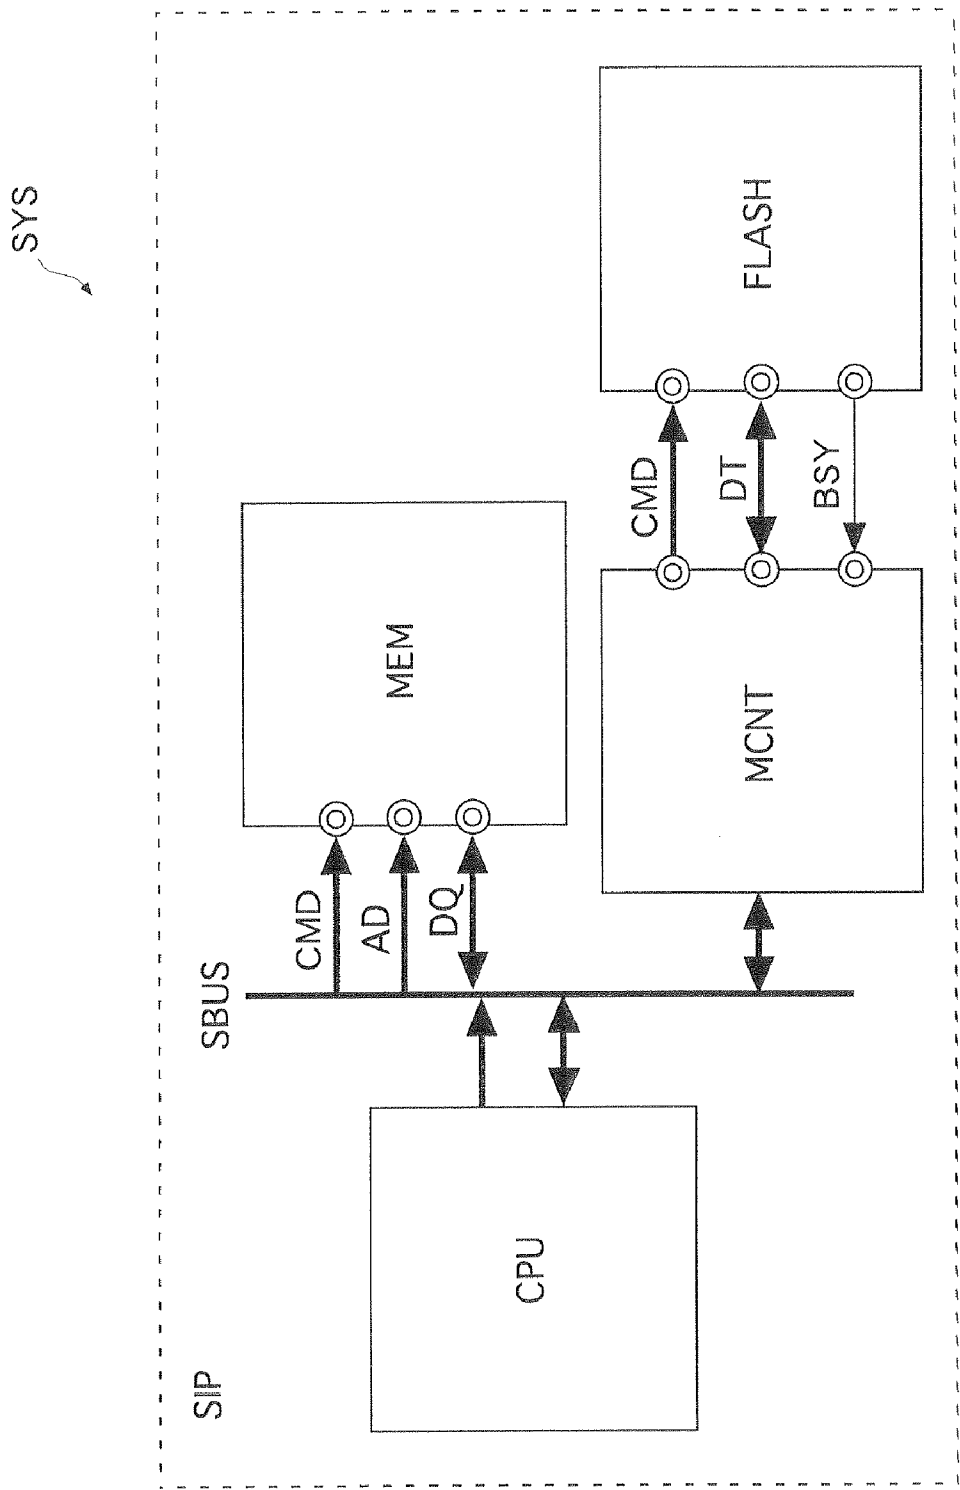 SYS
SIP
SBUS
CPU
CMD
AD
DQ
MEM
MCNT
CMD
DT
BSY
FLASH